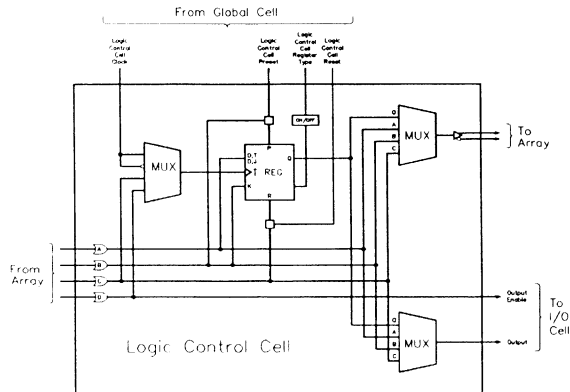 From Global Cell
Logic
Control
Cell
Clock
Logic
Control
Cell
Preset
Logic
Control
Cell
Register
Type
Logic
Control
Cell
Reset
ON/OFF
MUX
P
D,T
D,J
Q
REG
K
R
Q
A
B
C
MUX
To
Array
From
Array
A
B
C
D
Output
Enable
To
I/O
Cell
Q
A
B
C
MUX
Output
Logic Control Cell